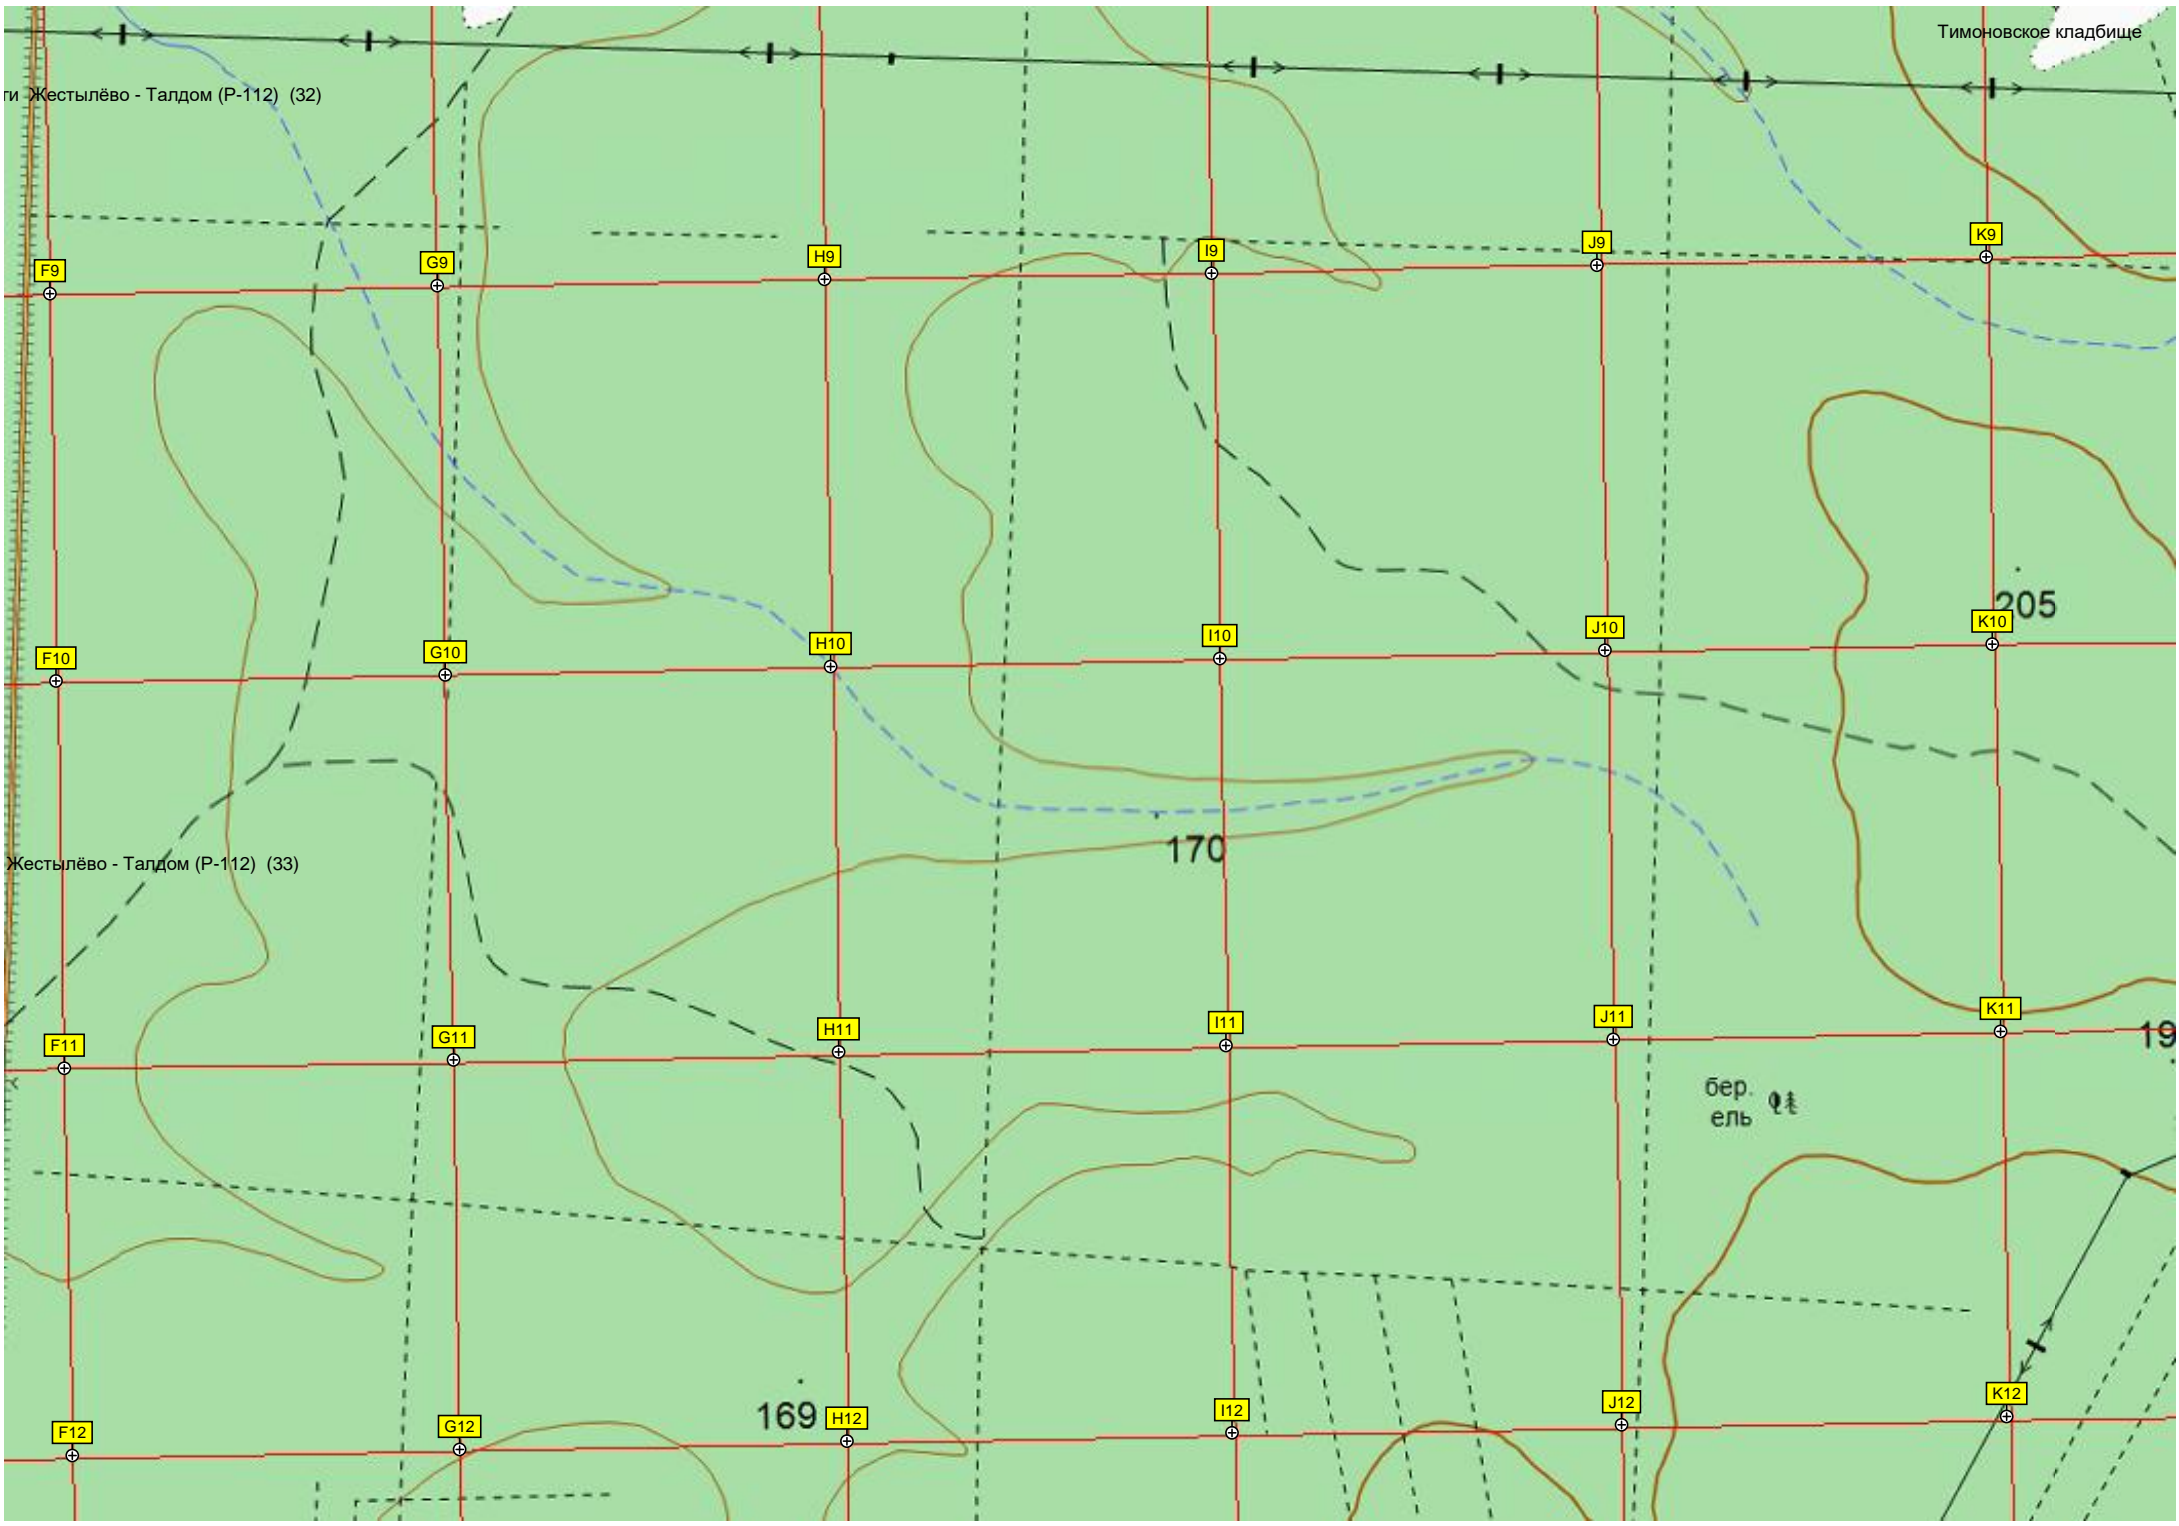 Тимоновское кладбище
ти Жестылёво - Талдом (Р-112) (32)
F9
G9
H9
I9
J9
K9
205
F10
G10
H10
I10
J10
K10
170
Жестылёво - Талдом (Р-112) (33)
F11
G11
H11
I11
J11
K11
19
бер.
ель
169
F12
G12
H12
I12
J12
K12